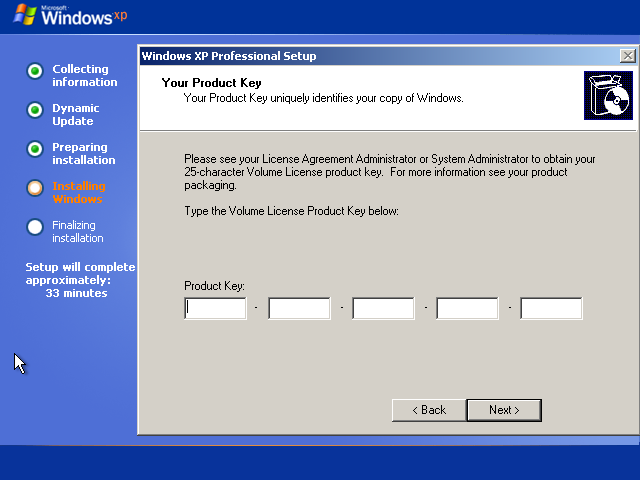 Microsoft
Windows xp
Collecting
information
Dynamic
Update
Preparing
installation
Installing
Windows
Finalizing
installation
Setup will complete
approximately:
33 minutes
Windows XP Professional Setup
Your Product Key
Your Product Key uniquely identifies your copy of Windows.
Please see your License Agreement Administrator or System Administrator to obtain your
25-character Volume License product key.  For more information see your product
packaging.
Type the Volume License Product Key below:
Product Key:
- - - -
< Back
Next >